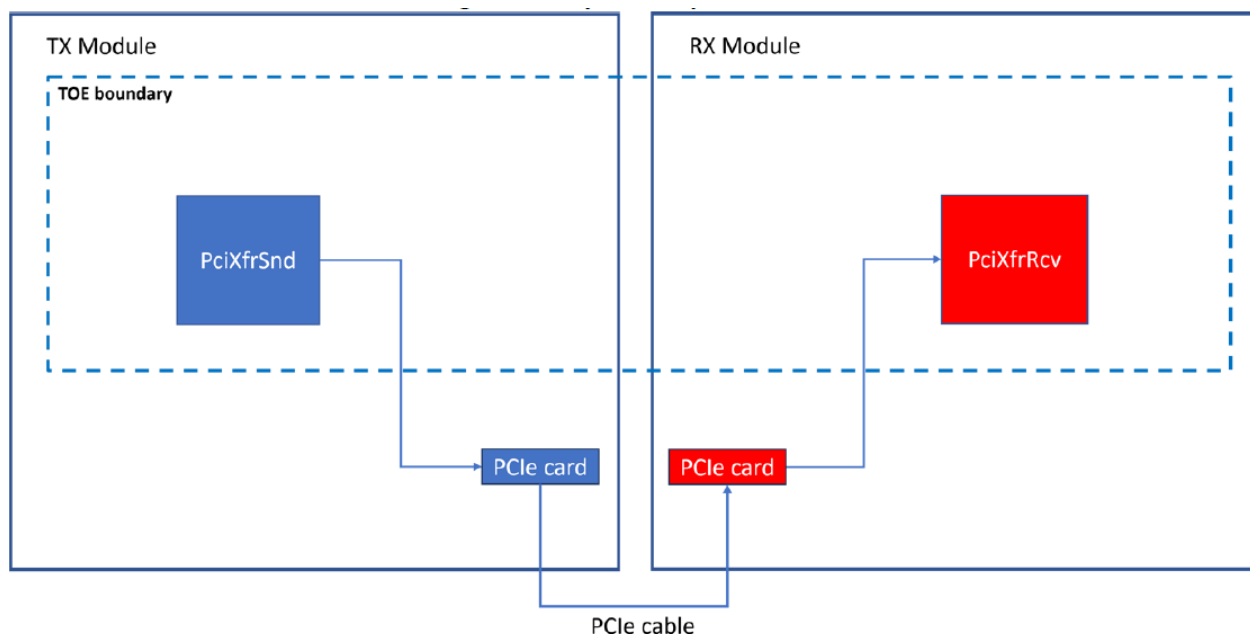 TX Module
RX Module
TOE boundary
PciXfrSnd
PciXfrRcv
PCIe card
PCIe card
PCIe cable